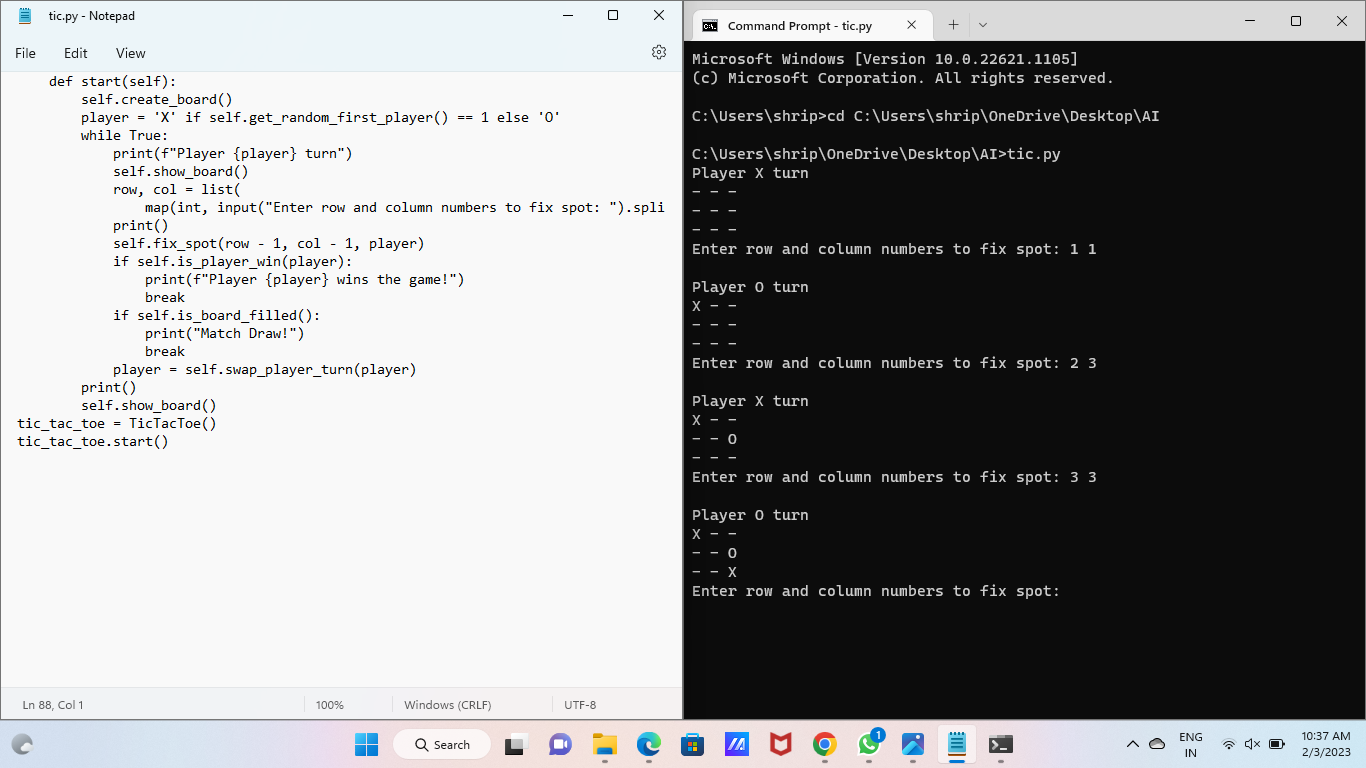 tic.py - Notepad
File Edit View
    def start(self):
        self.create_board()
        player = 'X' if self.get_random_first_player() == 1 else 'O'
        while True:
            print(f"Player {player} turn")
            self.show_board()
            row, col = list(
                map(int, input("Enter row and column numbers to fix spot: ").spli
            print()
            self.fix_spot(row - 1, col - 1, player)
            if self.is_player_win(player):
                print(f"Player {player} wins the game!")
                break
            if self.is_board_filled():
                print("Match Draw!")
                break
            player = self.swap_player_turn(player)
        print()
        self.show_board()
tic_tac_toe = TicTacToe()
tic_tac_toe.start()
Ln 88, Col 1 100% Windows (CRLF) UTF-8
Command Prompt - tic.py
Microsoft Windows [Version 10.0.22621.1105]
(c) Microsoft Corporation. All rights reserved.
C:\Users\shrip>cd C:\Users\shrip\OneDrive\Desktop\AI
C:\Users\shrip\OneDrive\Desktop\AI>tic.py
Player X turn
- - -
- - -
- - -
Enter row and column numbers to fix spot: 1 1
Player O turn
X - -
- - -
- - -
Enter row and column numbers to fix spot: 2 3
Player X turn
X - -
- - O
- - -
Enter row and column numbers to fix spot: 3 3
Player O turn
X - -
- - O
- - X
Enter row and column numbers to fix spot:
Search
1
ENG
IN
10:37 AM
2/3/2023